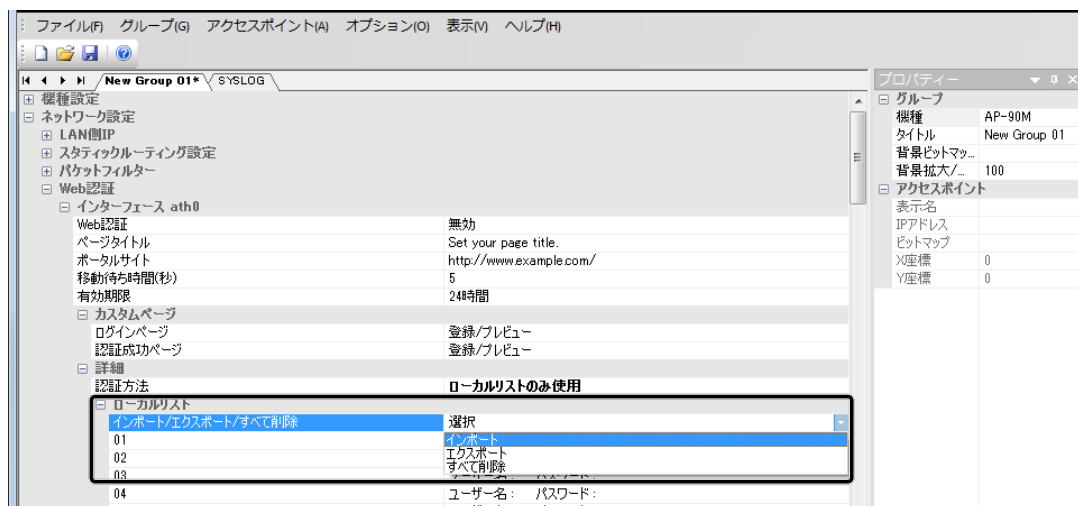 ファイル(F) グループ(G) アクセスポイント(A) オプション(O) 表示(V) ヘルプ(H)
New Group 01* SYSLOG
機種設定
ネットワーク設定
LAN側IP
スタティックルーティング設定
パケットフィルター
Web認証
インターフェース ath0
Web認証 無効
ページタイトル Set your page title.
ポータルサイト http://www.example.com/
移動待ち時間(秒) 5
有効期限 24時間
カスタムページ
ログインページ 登録/プレビュー
認証成功ページ 登録/プレビュー
詳細
認証方法 ローカルリストのみ使用
ローカルリスト
インポート/エクスポート/すべて削除 選択
01 インポート
02 エクスポート
すべて削除
03 ユーザー名: パスワード:
04 ユーザー名: パスワード:
プロパティー
グループ
機種 AP-90M
タイトル New Group 01
背景ビットマッ...
背景拡大/... 100
アクセスポイント
表示名
IPアドレス
ビットマップ
X座標 0
Y座標 0